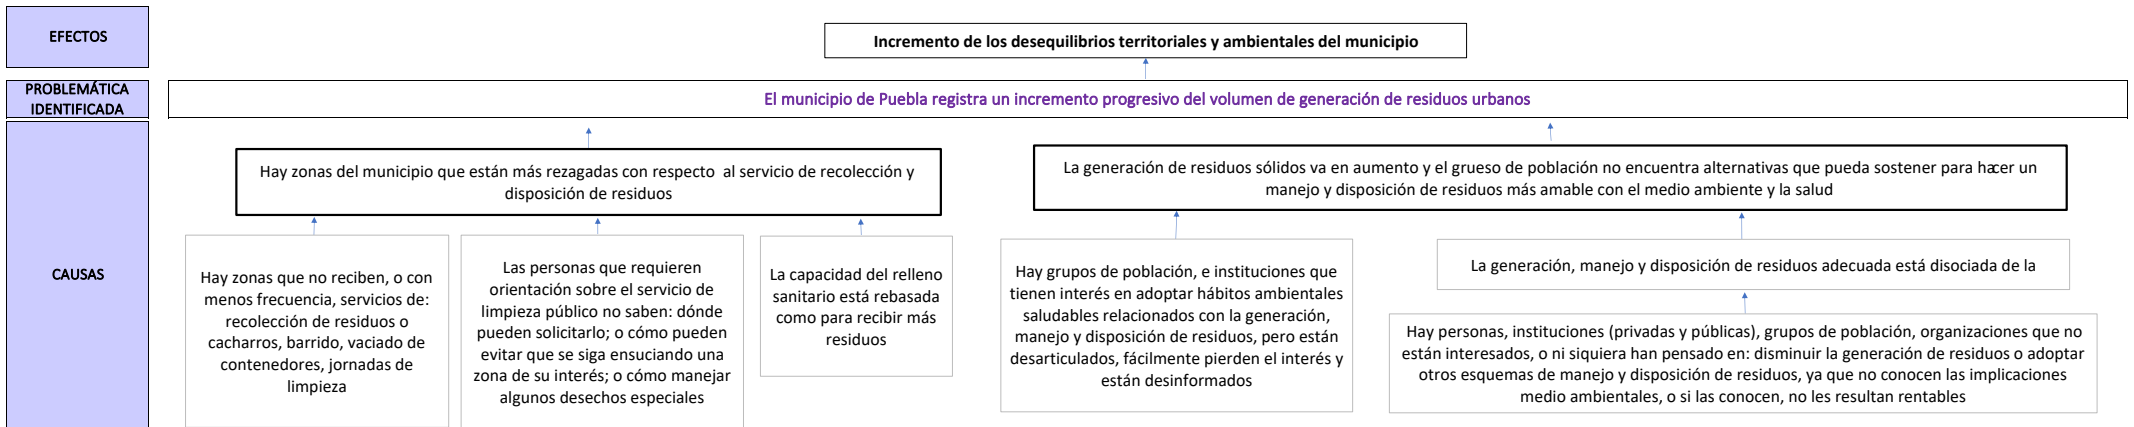 EFECTOS
Incremento de los desequilibrios territoriales y ambientales del municipio
PROBLEMÁTICA
IDENTIFICADA
El municipio de Puebla registra un incremento progresivo del volumen de generación de residuos urbanos
CAUSAS
Hay zonas del municipio que están más rezagadas con respecto al servicio de recolección y
disposición de residuos
La generación de residuos sólidos va en aumento y el grueso de población no encuentra alternativas que pueda sostener para hacer un
manejo y disposición de residuos más amable con el medio ambiente y la salud
Hay zonas que no reciben, o con
menos frecuencia, servicios de:
recolección de residuos o
cacharros, barrido, vaciado de
contenedores, jornadas de
limpieza
Las personas que requieren
orientación sobre el servicio de
limpieza público no saben: dónde
pueden solicitarlo; o cómo pueden
evitar que se siga ensuciando una
zona de su interés; o cómo manejar
algunos desechos especiales
La capacidad del relleno
sanitario está rebasada
como para recibir más
residuos
Hay grupos de población, e instituciones que
tienen interés en adoptar hábitos ambientales
saludables relacionados con la generación,
manejo y disposición de residuos, pero están
desarticulados, fácilmente pierden el interés y
están desinformados
La generación, manejo y disposición de residuos adecuada está disociada de la
Hay personas, instituciones (privadas y públicas), grupos de población, organizaciones que no
están interesados, o ni siquiera han pensado en: disminuir la generación de residuos o adoptar
otros esquemas de manejo y disposición de residuos, ya que no conocen las implicaciones
medio ambientales, o si las conocen, no les resultan rentables